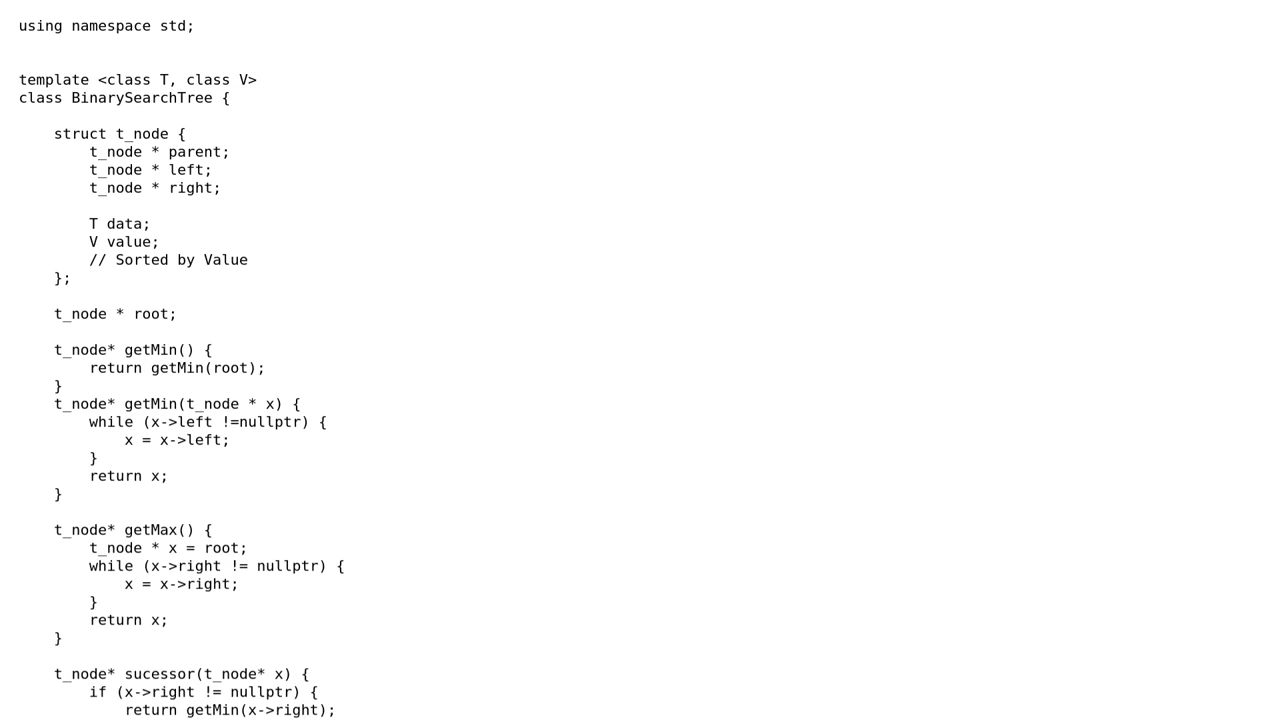 using namespace std;
template <class T, class V>
class BinarySearchTree {
    struct t_node {
        t_node * parent;
        t_node * left;
        t_node * right;
        T data;
        V value;
        // Sorted by Value
    };
    t_node * root;
    t_node* getMin() {
        return getMin(root);
    }
    t_node* getMin(t_node * x) {
        while (x->left !=nullptr) {
            x = x->left;
        }
        return x;
    }
    t_node* getMax() {
        t_node * x = root;
        while (x->right != nullptr) {
            x = x->right;
        }
        return x;
    }
    t_node* sucessor(t_node* x) {
        if (x->right != nullptr) {
            return getMin(x->right);